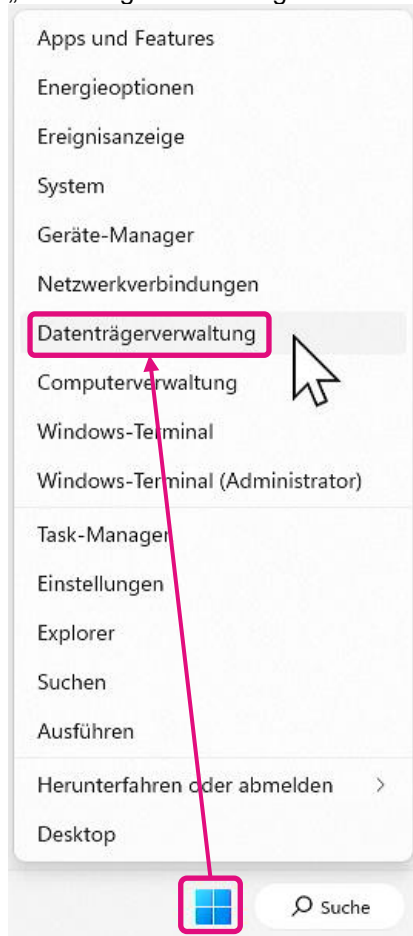 Apps und Features
Energieoptionen
Ereignisanzeige
System
Geräte-Manager
Netzwerkverbindungen
Datenträgerverwaltung
Computerverwaltung
Windows-Terminal
Windows-Terminal (Administrator)
Task-Manager
Einstellungen
Explorer
Suchen
Ausführen
Herunterfahren oder abmelden >
Desktop
Suche